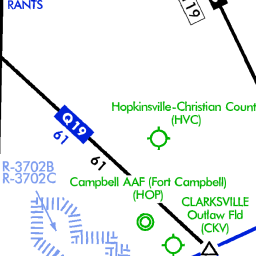 RANTS
119
Q19
61
61
Hopkinsville-Christian Count
(HVC)
R-3702B
R-3702C
Campbell AAF (Fort Campbell)
(HOP)
CLARKSVILLE
Outlaw Fld
(CKV)